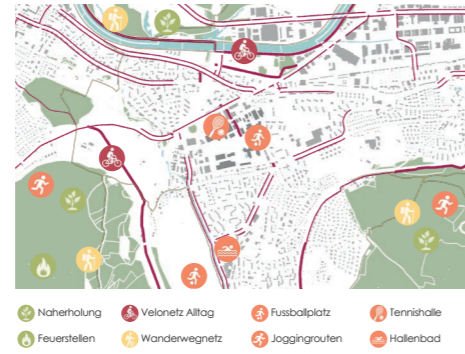 Naherholung Velonetz Alltag Fussballplatz Tennishalle
Feuerstellen Wanderwegnetz Joggingrouten Hallenbad